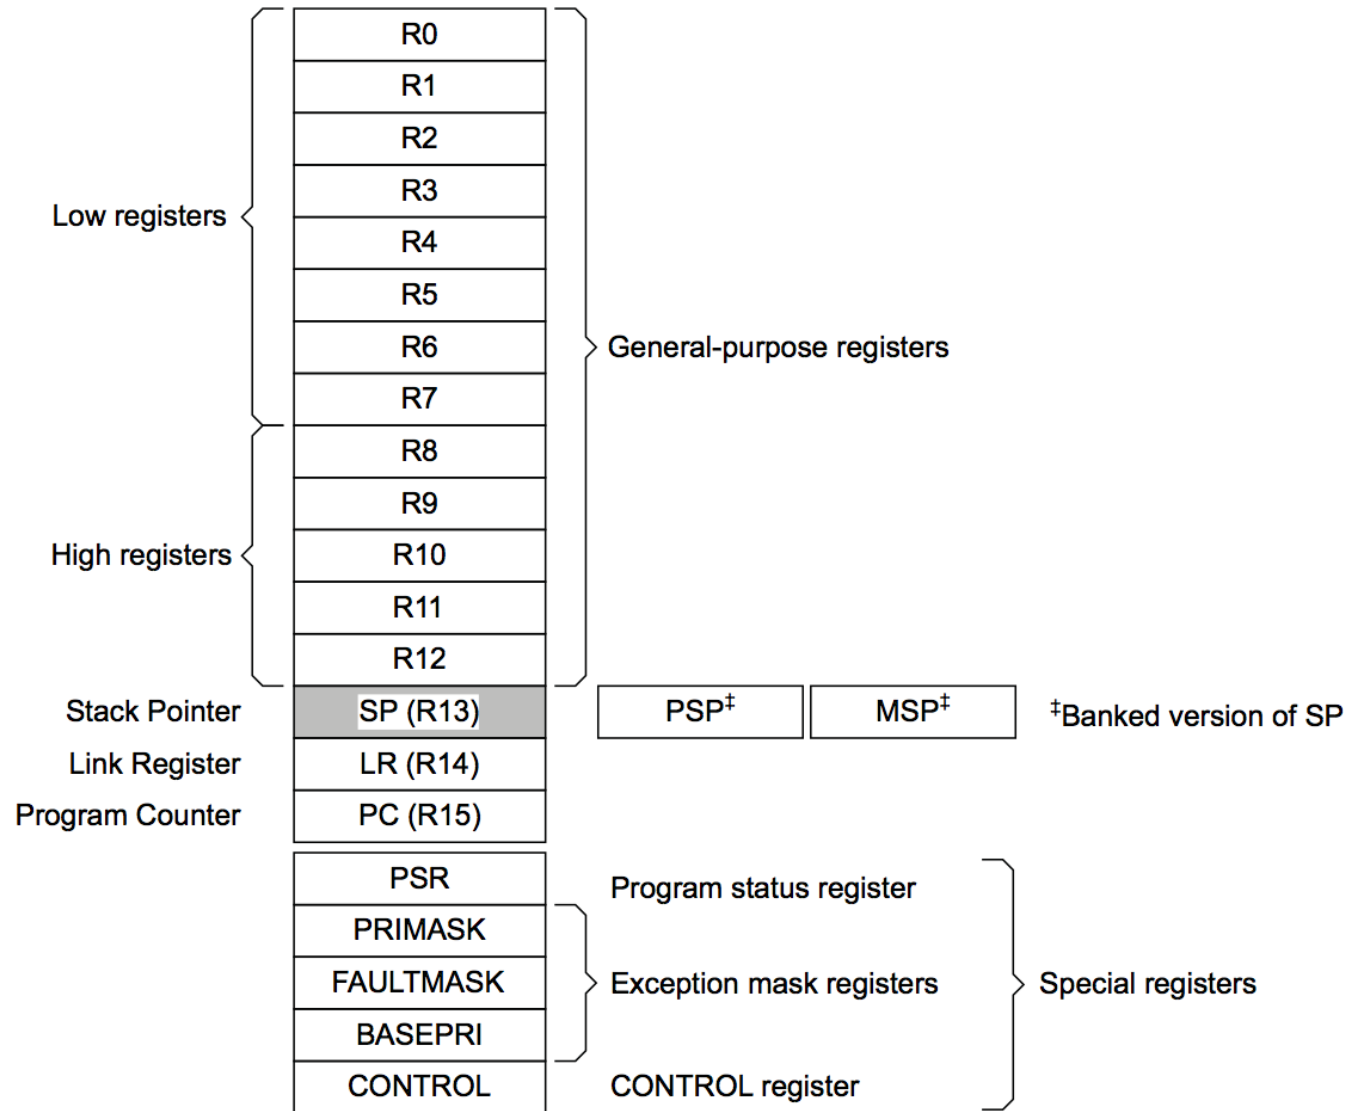 R0
R1
R2
Low registers
R3
R4
R5
R6
General-purpose registers
R7
R8
R9
High registers
R10
R11
R12
Stack Pointer
SP (R13)
PSP‡
MSP‡
‡Banked version of SP
Link Register
LR (R14)
Program Counter
PC (R15)
PSR
Program status register
PRIMASK
FAULTMASK
Exception mask registers
Special registers
BASEPRI
CONTROL
CONTROL register